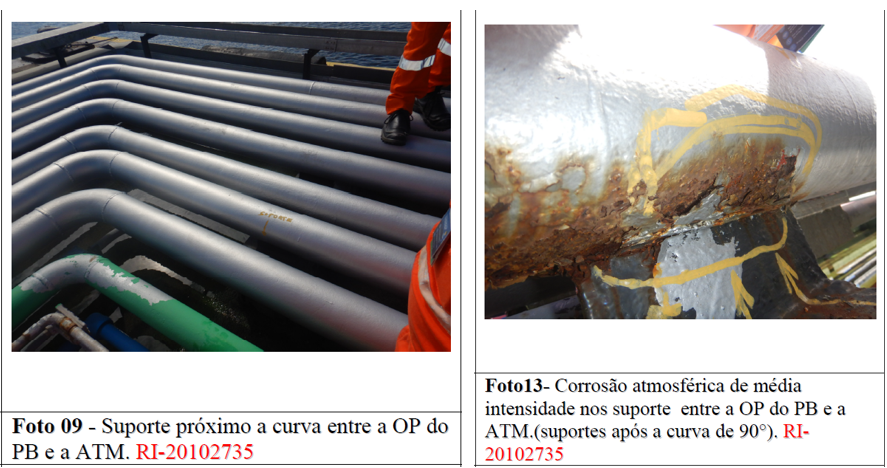 SUPORTE
Foto 09 - Suporte próximo a curva entre a OP do
PB e a ATM. RI-20102735
Foto13- Corrosão atmosférica de média
intensidade nos suporte  entre a OP do PB e a
ATM.(suportes após a curva de 90°). RI-
20102735